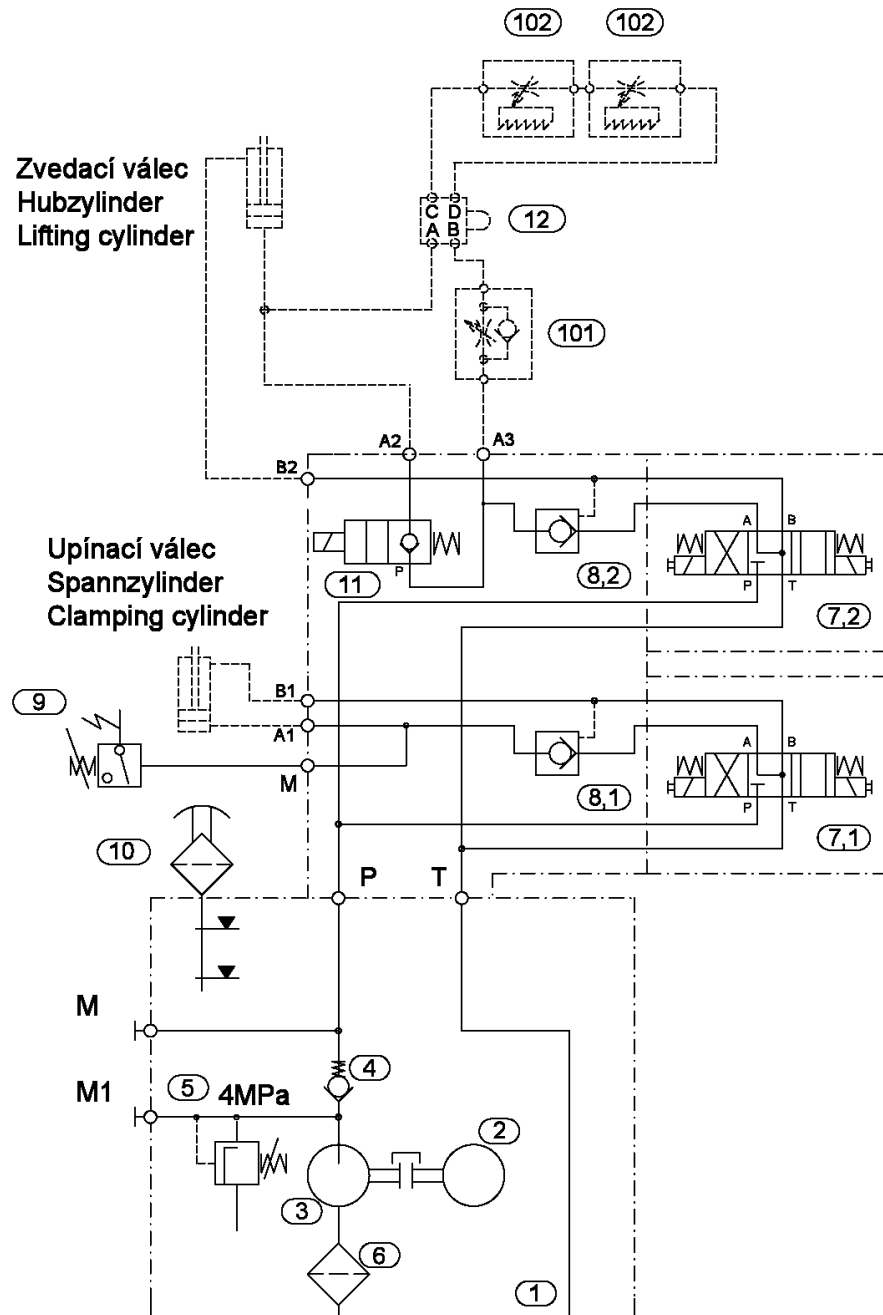 102 102
Zvedací válec
Hubzylinder
Lifting cylinder
C D
A B
12
101
A2 A3
B2
A B
Upínací válec
Spannzylinder
Clamping cylinder
P
11
8,2
P T
7,2
9
B1
A1
A B
M
8,1
P T
7,1
10
P T
M
4
M1
5
4MPa
2
3
6
1